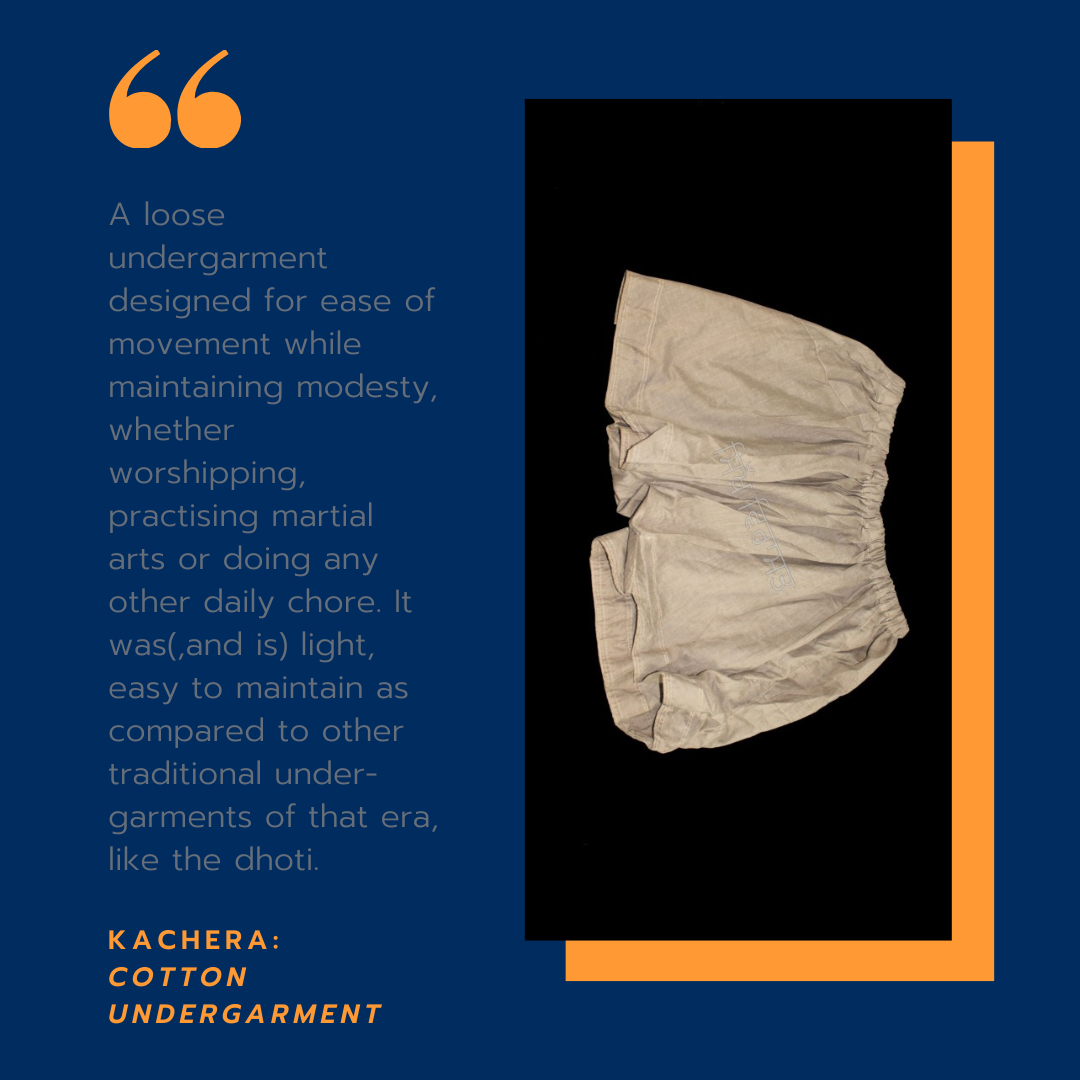 A loose
undergarment
designed for ease of
movement while
maintaining modesty,
whether
worshipping,
practising martial
arts or doing any
other daily chore. It
was(,and is) light,
easy to maintain as
compared to other
traditional under-
garments of that era,
like the dhoti.
KACHERA:
COTTON
UNDERGARMENT